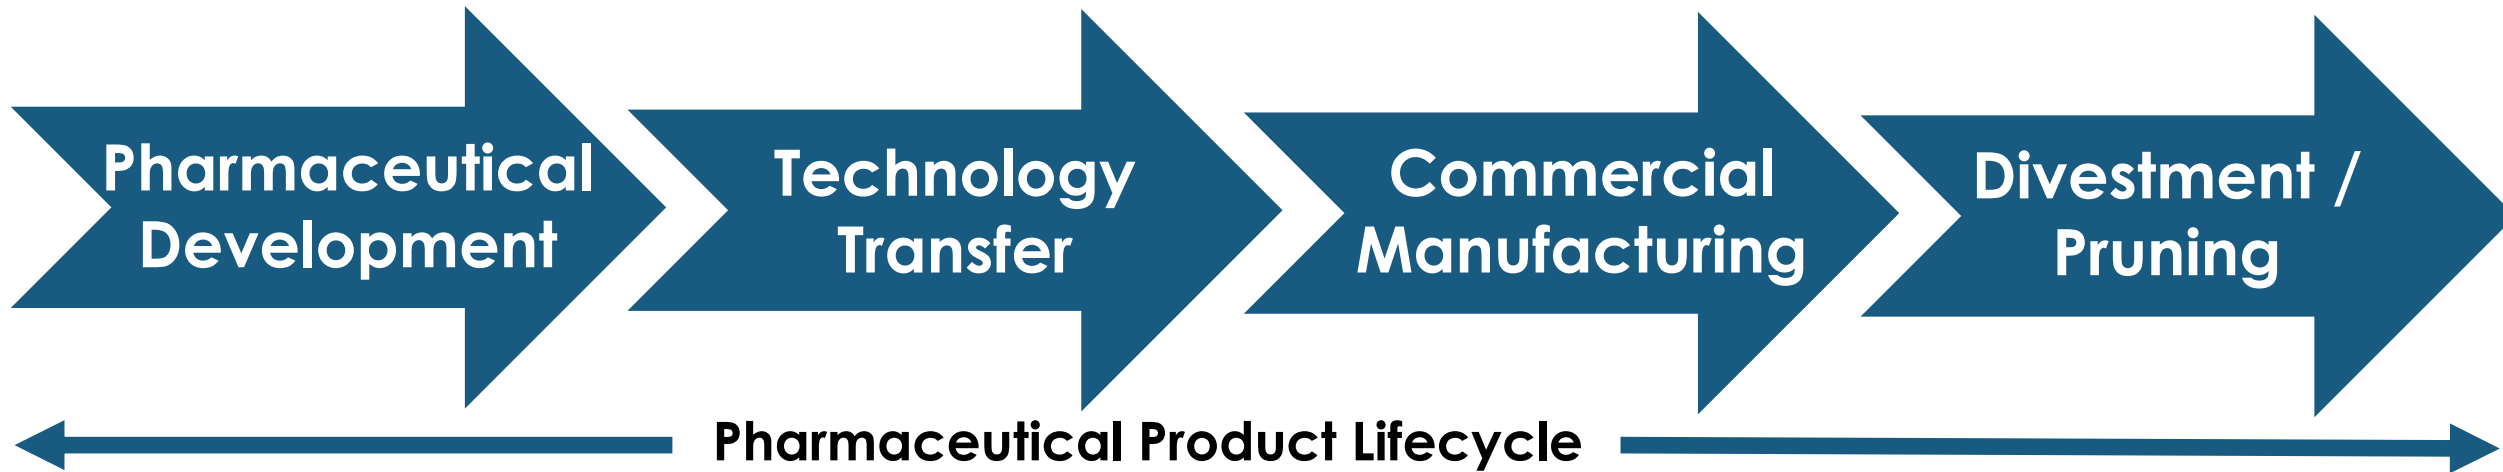 Pharmaceutical
Development
Technology
Transfer
Commercial
Manufacturing
Divestment /
Pruning
Pharmaceutical Product Lifecycle